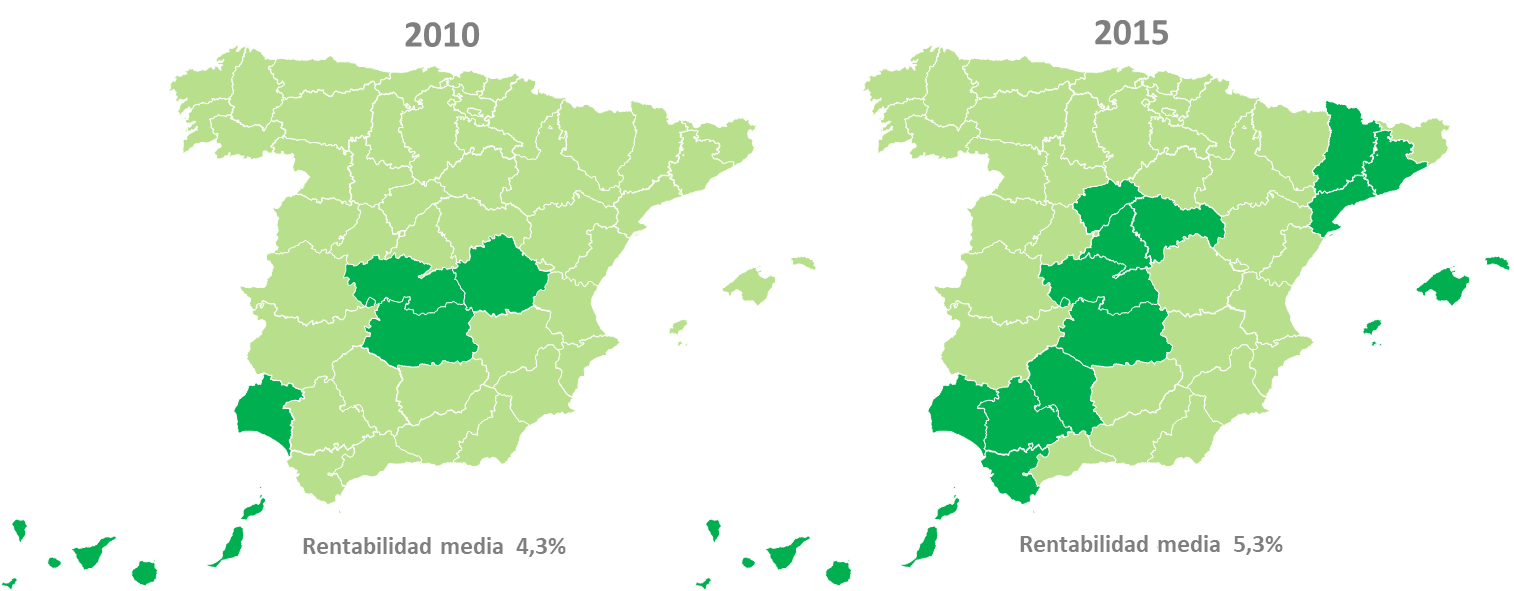 2010
2015
Rentabilidad media 4,3%
Rentabilidad media 5,3%